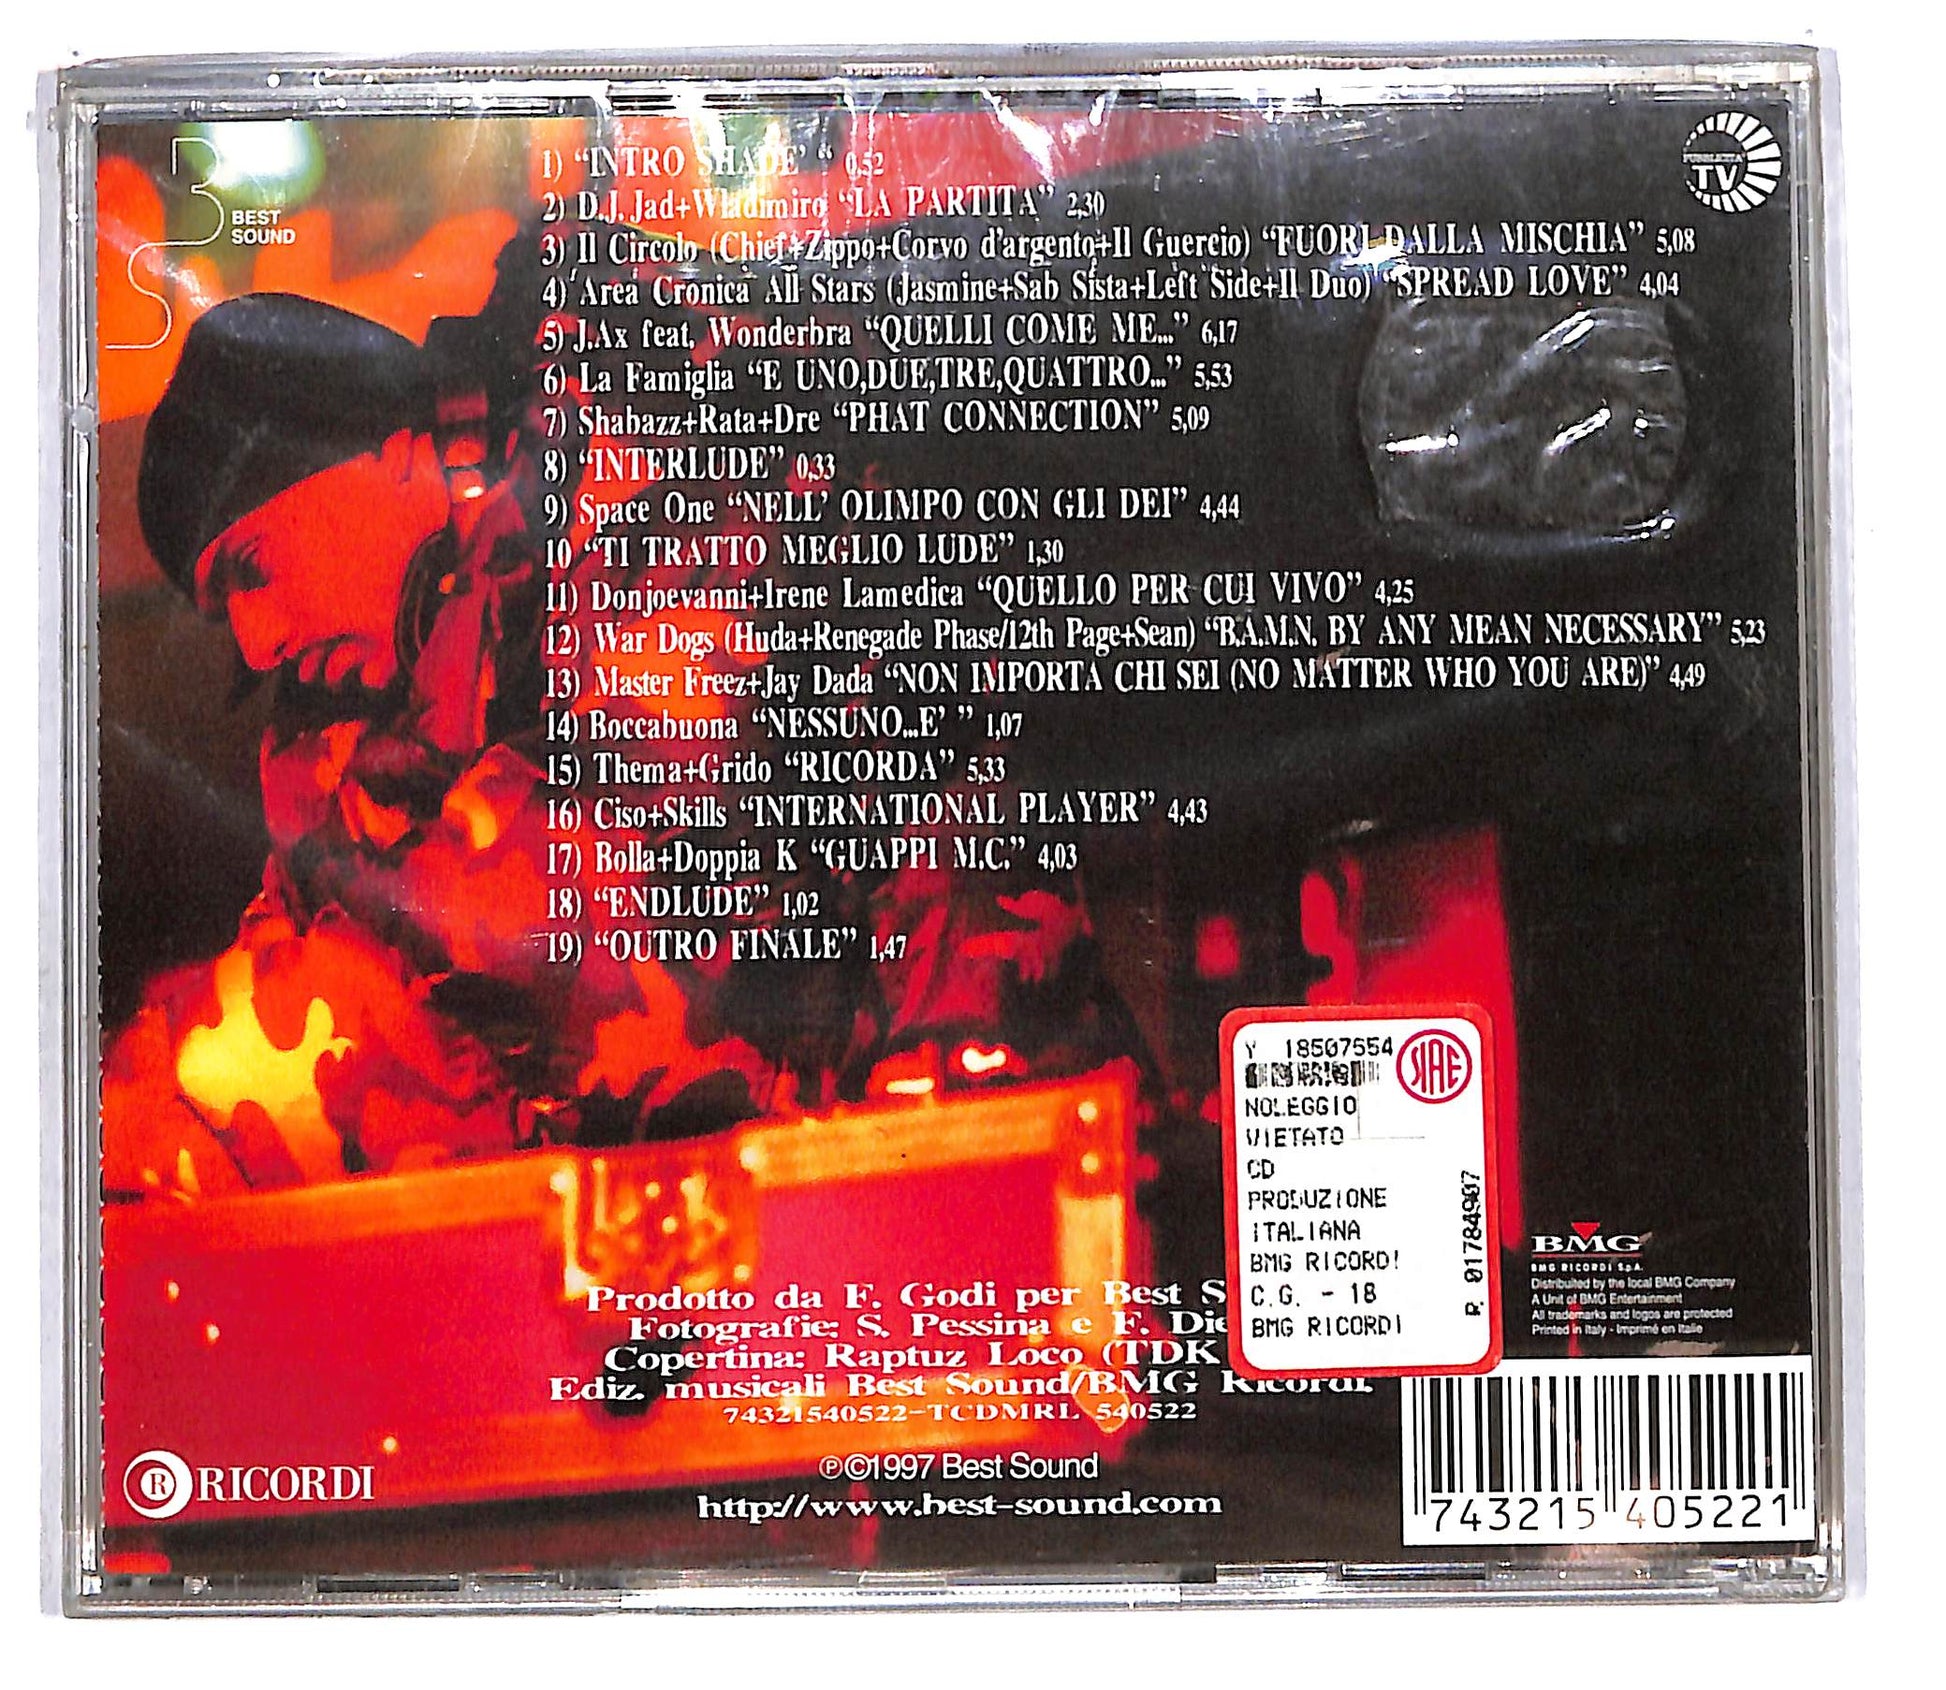 BEST
SOUND
PUBBLICITA'
TV
1) “INTRO SHADE' “ 0,52
2) D.J. Jad+Wladimiro “LA PARTITA” 2,30
3) Il Circolo (Chief+Zippo+Corvo d'argento+Il Guercio) “FUORI DALLA MISCHIA” 5,08
4) Area Cronica All Stars (Jasmine+Sab Sista+Left Side+Il Duo) “SPREAD LOVE” 4,04
5) J.Ax feat. Wonderbra “QUELLI COME ME...” 6,17
6) La Famiglia “E UNO,DUE,TRE,QUATTRO...” 5,53
7) Shabazz+Rata+Dre “PHAT CONNECTION” 5,09
8) “INTERLUDE” 0,33
9) Space One “NELL' OLIMPO CON GLI DEI” 4,44
10 “TI TRATTO MEGLIO LUDE” 1,30
11) Donjoevanni+Irene Lamedica “QUELLO PER CUI VIVO” 4,25
12) War Dogs (Huda+Renegade Phase/12th Page+Sean) “B.A.M.N. BY ANY MEAN NECESSARY” 5,23
13) Master Freez+Jay Dada “NON IMPORTA CHI SEI (NO MATTER WHO YOU ARE)” 4,49
14) Boccabuona “NESSUNO...E' ” 1,07
15) Thema+Grido “RICORDA” 5,33
16) Ciso+Skills “INTERNATIONAL PLAYER” 4,43
17) Bolla+Doppia K “GUAPPI M.C.” 4,03
18) “ENDLUDE” 1,02
19) “OUTRO FINALE” 1,47
Y 18507554
SIAE
NOLEGGIO
VIETATO
CD
PRODUZIONE
ITALIANA
BMG RICORDI
C.G. - 18
BMG RICORDI
R. 01784907
BMG
BMG RICORDI S.p.A.
Distributed by the local BMG Company
A Unit of BMG Entertainment
All trademarks and logos are protected
Printed in Italy - Imprimé en Italie
Prodotto da F. Godi per Best S
Fotografie: S. Pessina e F. Die
Copertina: Raptuz Loco (TDK
Ediz. musicali Best Sound/BMG Ricordi.
74321540522-TCDMRL 540522
℗©1997 Best Sound
http://www.best-sound.com
R RICORDI
743215 405221